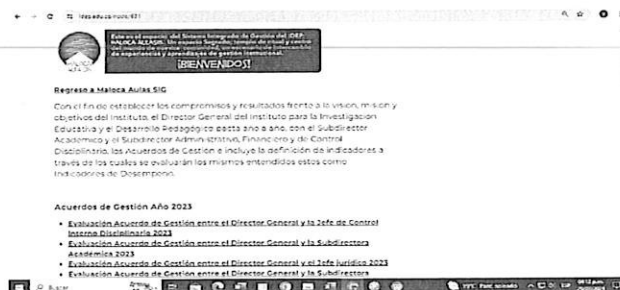 Este es el espacio del Sistema Integrado de Gestión del IDEP,
¡BIENVENIDOS!
Regreso a Maloca Aulas SIG
Con el fin de establecer los compromisos y resultados frente a la visión, misión y
objetivos del Instituto, el Director General del Instituto para la Investigación
Educativa y el Desarrollo Pedagógico pacta año a año, con el Subdirector
Académico y el Subdirector Administrativo, Financiero y de Control
Disciplinario, los Acuerdos de Gestión e incluye la definición de indicadores a
través de los cuales se evaluarán los mismos entendidos estos como
Indicadores de Desempeño.
Acuerdos de Gestión Año 2023
Evaluación Acuerdo de Gestión entre el Director General y la Jefe de Control
Interno Disciplinario 2023
Evaluación Acuerdo de Gestión entre el Director General y la Subdirectora
Académica 2023
Evaluación Acuerdo de Gestión entre el Director General y el Jefe jurídico 2023
Evaluación Acuerdo de Gestión entre el Director General y la Subdirectora
Buscar